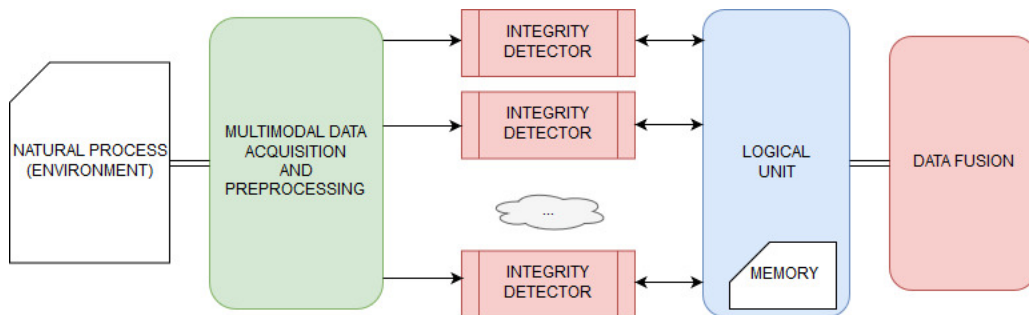 NATURAL PROCESS
(ENVIRONMENT)
MULTIMODAL DATA
ACQUISITION
AND
PREPROCESSING
INTEGRITY
DETECTOR
INTEGRITY
DETECTOR
...
INTEGRITY
DETECTOR
LOGICAL
UNIT
MEMORY
DATA FUSION